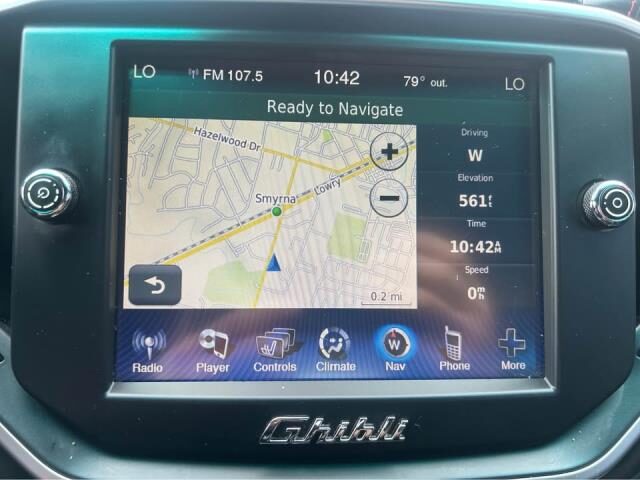 LO FM 107.5 10:42 79° out. LO
Ready to Navigate
Hazelwood Dr
Smyrna
Lowry
0.2 mi
Driving
W
Elevation
561ft
Time
10:42AM
Speed
0mh
Radio Player Controls Climate Nav Phone More
W
Ghibli